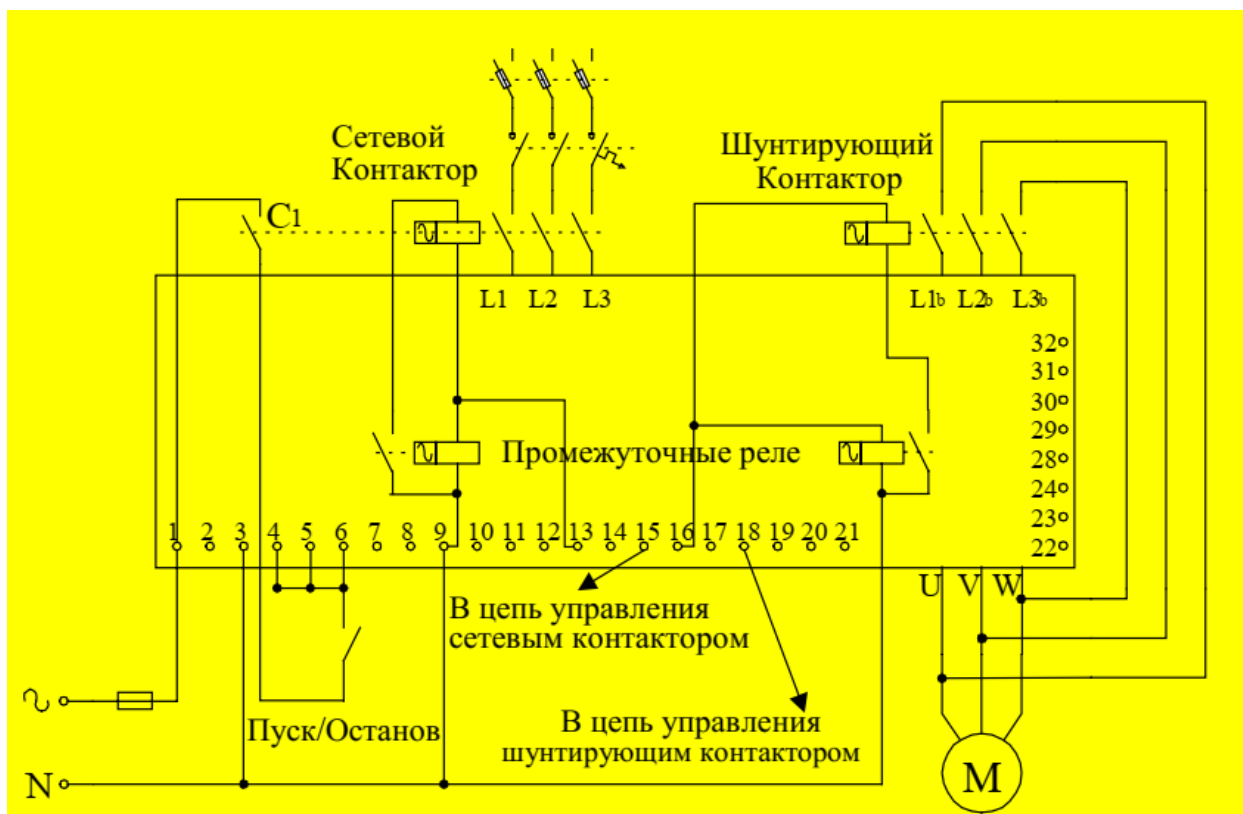 Сетевой
Контактор
Шунтирующий
Контактор
C1
L1 L2 L3
L1b L2b L3b
32
31
30
29
28
24
23
22
Промежуточные реле
1 2 3 4 5 6 7 8 9 10 11 12 13 14 15 16 17 18 19 20 21
U V W
В цепь управления
сетевым контактором
Пуск/Останов
В цепь управления
шунтирующим контактором
N
M